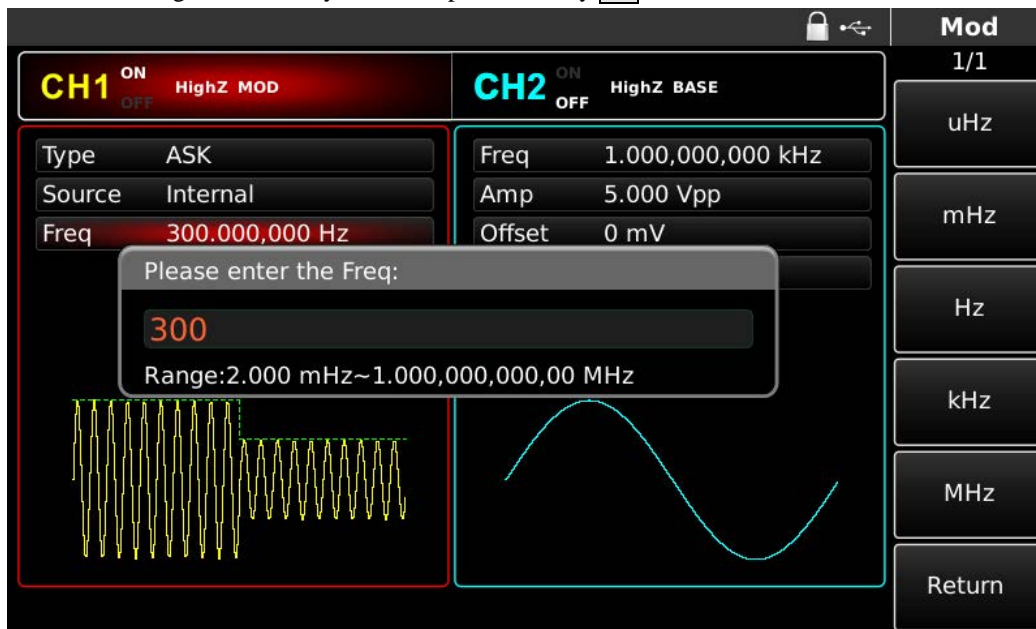 Mod
1/1
CH1 ON OFF HighZ MOD
CH2 ON OFF HighZ BASE
Type ASK
Source Internal
Freq 300.000,000 Hz
Freq 1.000,000,000 kHz
Amp 5.000 Vpp
Offset 0 mV
Please enter the Freq:
300
Range:2.000 mHz~1.000,000,000,00 MHz
uHz
mHz
Hz
kHz
MHz
Return